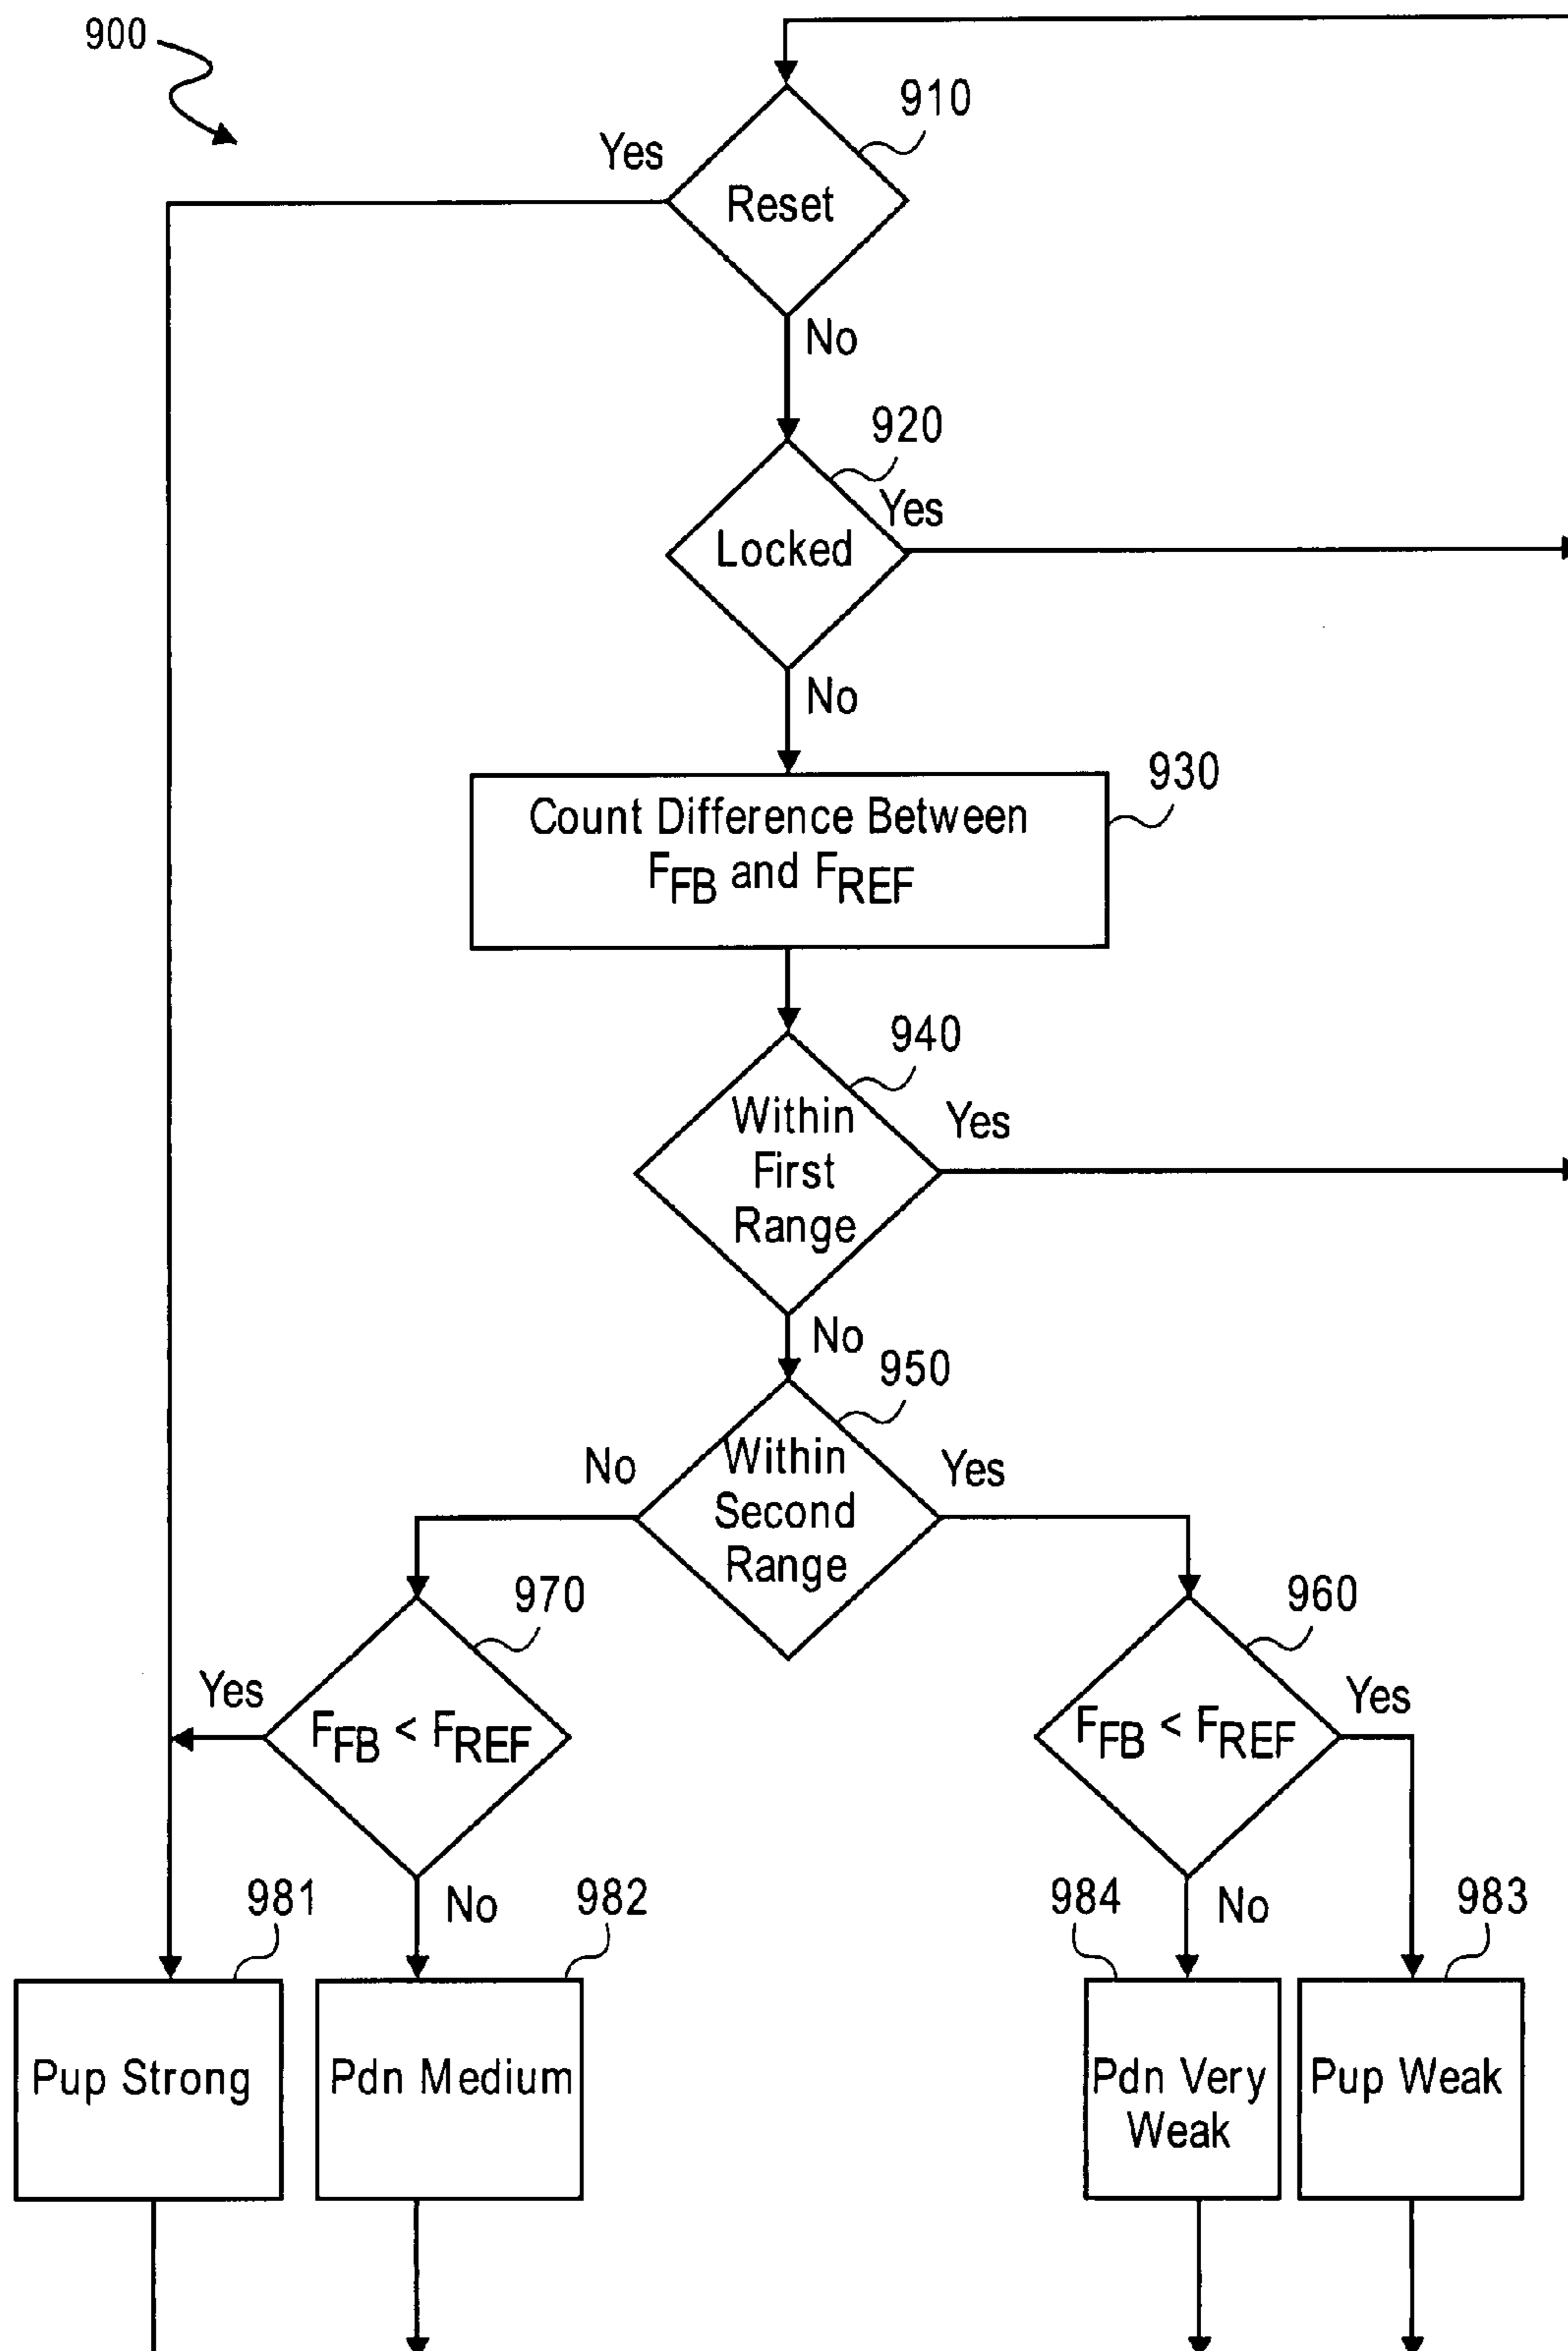 900
910
Yes
Reset
No
920
Yes
Locked
No
930
Count Difference Between
FFB and FREF
940
Within
First
Range
Yes
No
950
No
Within
Second
Range
Yes
970
960
Yes
FFB < FREF
FFB < FREF
Yes
981
No
982
984
No
983
Pup Strong
Pdn Medium
Pdn Very
Weak
Pup Weak